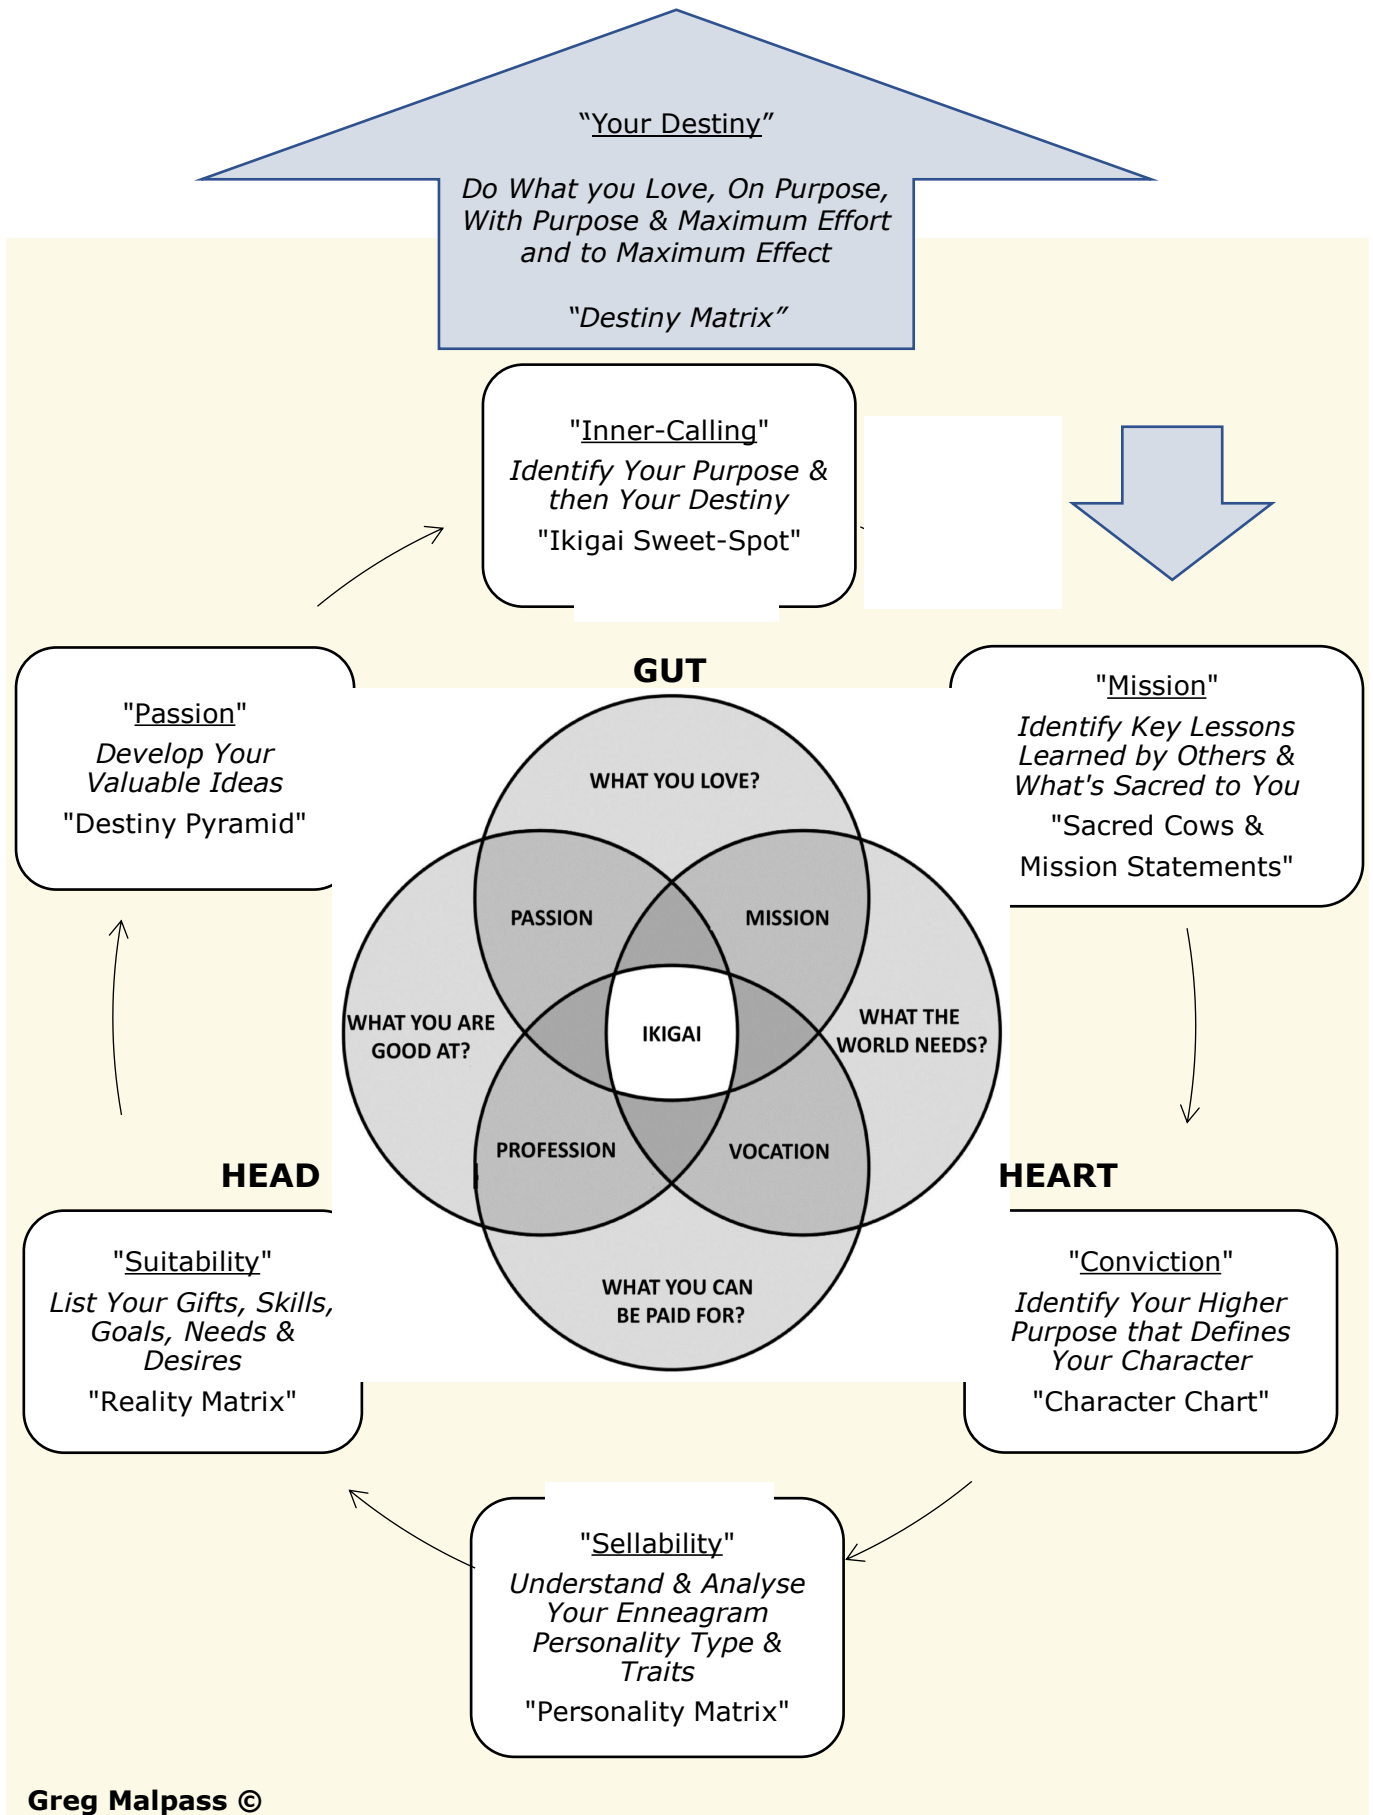 “Your Destiny”
Do What you Love, On Purpose,
With Purpose & Maximum Effort
and to Maximum Effect
“Destiny Matrix”
"Inner-Calling"
Identify Your Purpose &
then Your Destiny
"Ikigai Sweet-Spot"
"Passion"
Develop Your
Valuable Ideas
"Destiny Pyramid"
GUT
"Mission"
Identify Key Lessons
Learned by Others &
What's Sacred to You
"Sacred Cows &
Mission Statements"
WHAT YOU LOVE?
PASSION
MISSION
WHAT YOU ARE
GOOD AT?
IKIGAI
WHAT THE
WORLD NEEDS?
PROFESSION
VOCATION
WHAT YOU CAN
BE PAID FOR?
HEAD
HEART
"Suitability"
List Your Gifts, Skills,
Goals, Needs &
Desires
"Reality Matrix"
"Conviction"
Identify Your Higher
Purpose that Defines
Your Character
"Character Chart"
"Sellability"
Understand & Analyse
Your Enneagram
Personality Type &
Traits
"Personality Matrix"
Greg Malpass ©